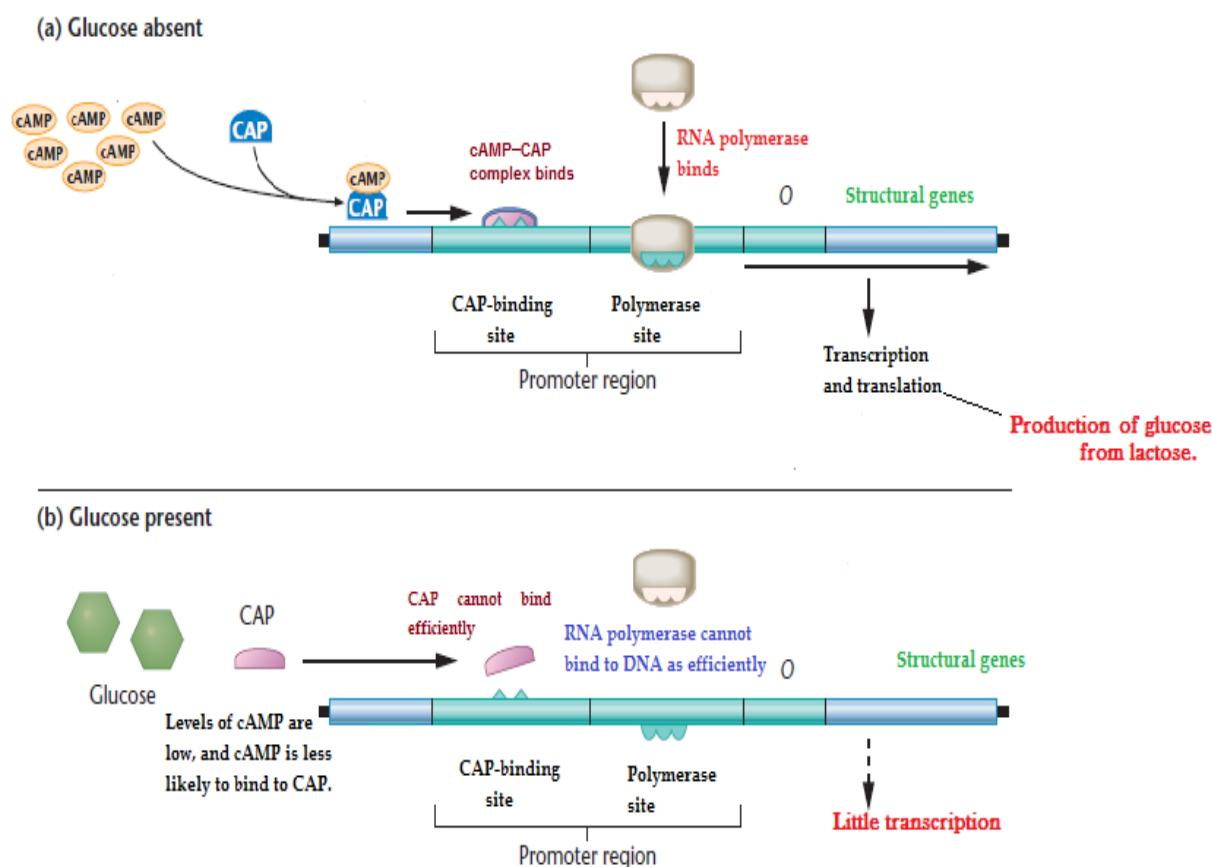 (a) Glucose absent
cAMP
cAMP
cAMP
cAMP
cAMP
cAMP
CAP
cAMP
CAP
cAMP–CAP
complex binds
RNA polymerase
binds
O
Structural genes
CAP-binding
site
Polymerase
site
Promoter region
Transcription
and translation
Production of glucose
from lactose.
(b) Glucose present
Glucose
CAP
CAP cannot bind
efficiently
RNA polymerase cannot
bind to DNA as efficiently
O
Structural genes
Levels of cAMP are
low, and cAMP is less
likely to bind to CAP.
CAP-binding
site
Polymerase
site
Promoter region
Little transcription